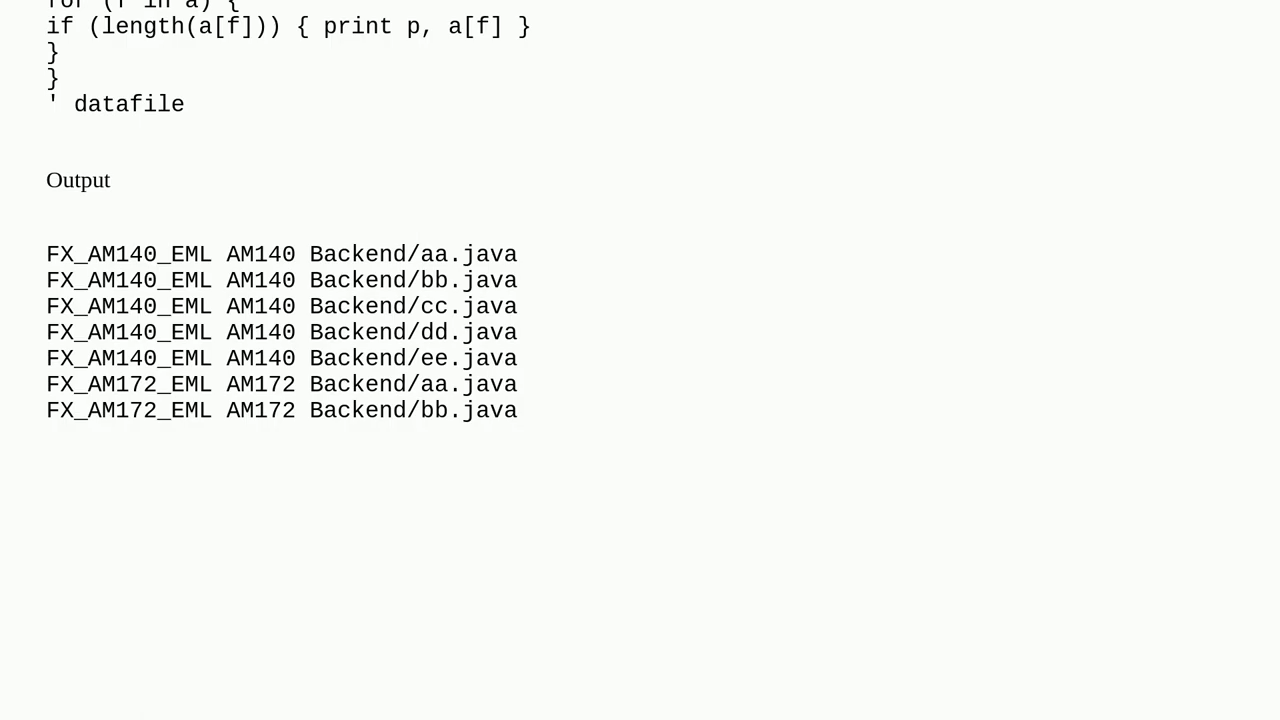 for (f in a) {
if (length(a[f])) { print p, a[f] }
}
}
' datafile
Output
FX_AM140_EML AM140 Backend/aa.java
FX_AM140_EML AM140 Backend/bb.java
FX_AM140_EML AM140 Backend/cc.java
FX_AM140_EML AM140 Backend/dd.java
FX_AM140_EML AM140 Backend/ee.java
FX_AM172_EML AM172 Backend/aa.java
FX_AM172_EML AM172 Backend/bb.java